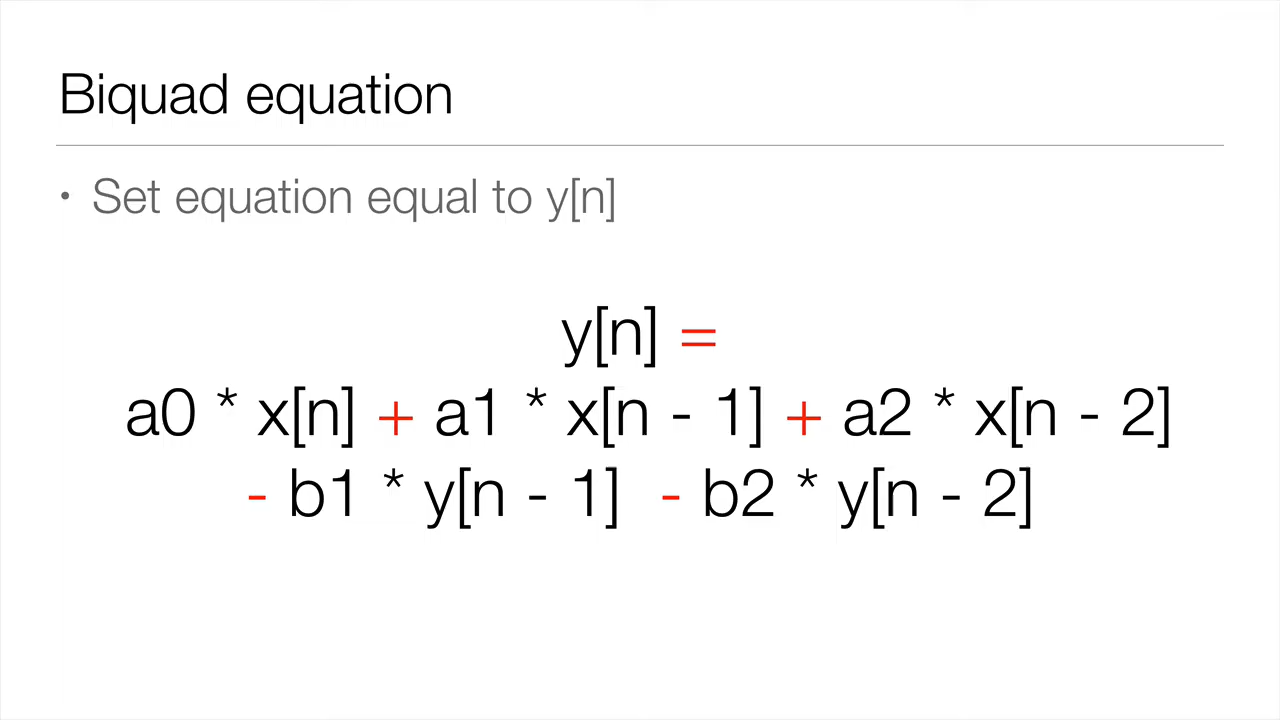 Biquad equation
• Set equation equal to y[n]
y[n] =
a0 * x[n] + a1 * x[n - 1] + a2 * x[n - 2]
- b1 * y[n - 1] - b2 * y[n - 2]